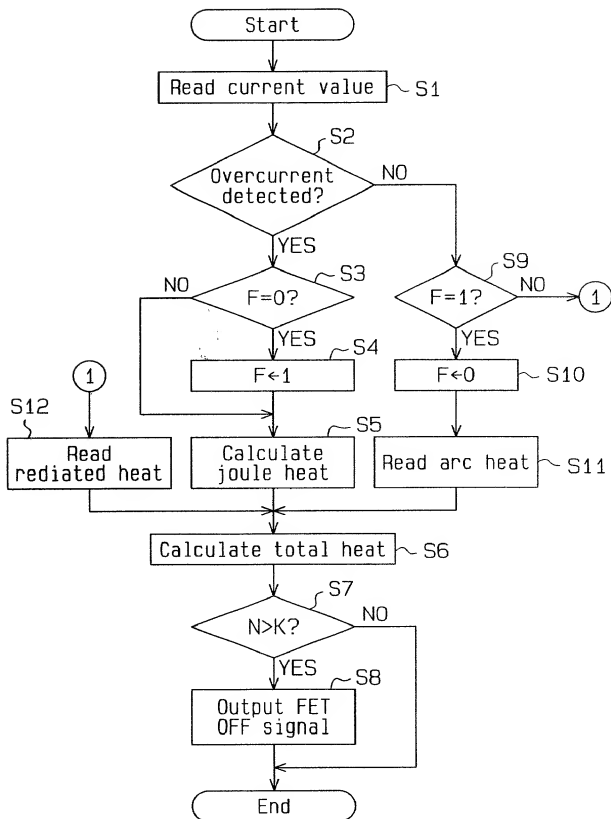 Start
Read current value
S1
S2
Overcurrent
detected?
NO
YES
S3
NO
F=0?
YES
S9
F=1?
NO
1
YES
S4
F←1
F←0
S10
1
S12
Read
rediated heat
S5
Calculate
joule heat
Read arc heat
S11
Calculate total heat
S6
S7
N>K?
NO
YES
S8
Output FET
OFF signal
End